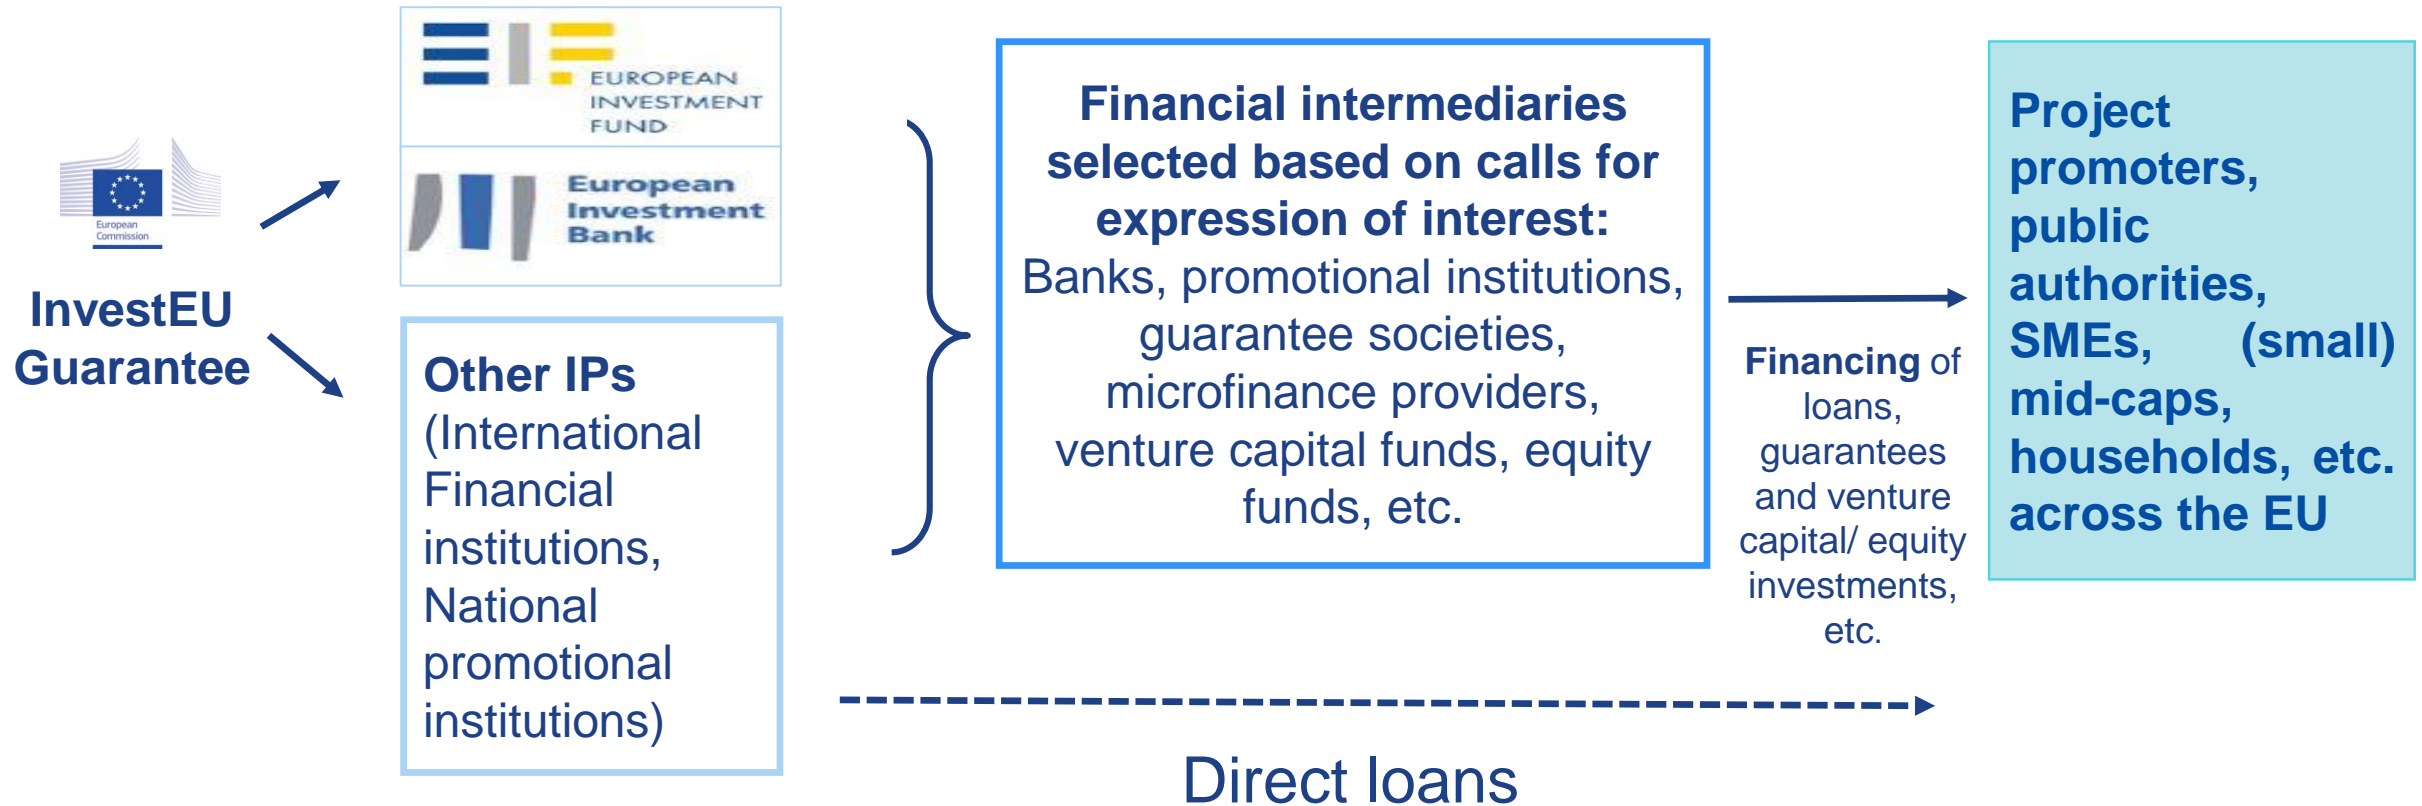 European
Commission
InvestEU
Guarantee
EUROPEAN
INVESTMENT
FUND
European
Investment
Bank
Other IPs
(International
Financial
institutions,
National
promotional
institutions)
Financial intermediaries
selected based on calls for
expression of interest:
Banks, promotional institutions,
guarantee societies,
microfinance providers,
venture capital funds, equity
funds, etc.
Financing of
loans,
guarantees
and venture
capital/ equity
investments,
etc.
Project
promoters,
public
authorities,
SMEs, (small)
mid-caps,
households, etc.
across the EU
Direct loans